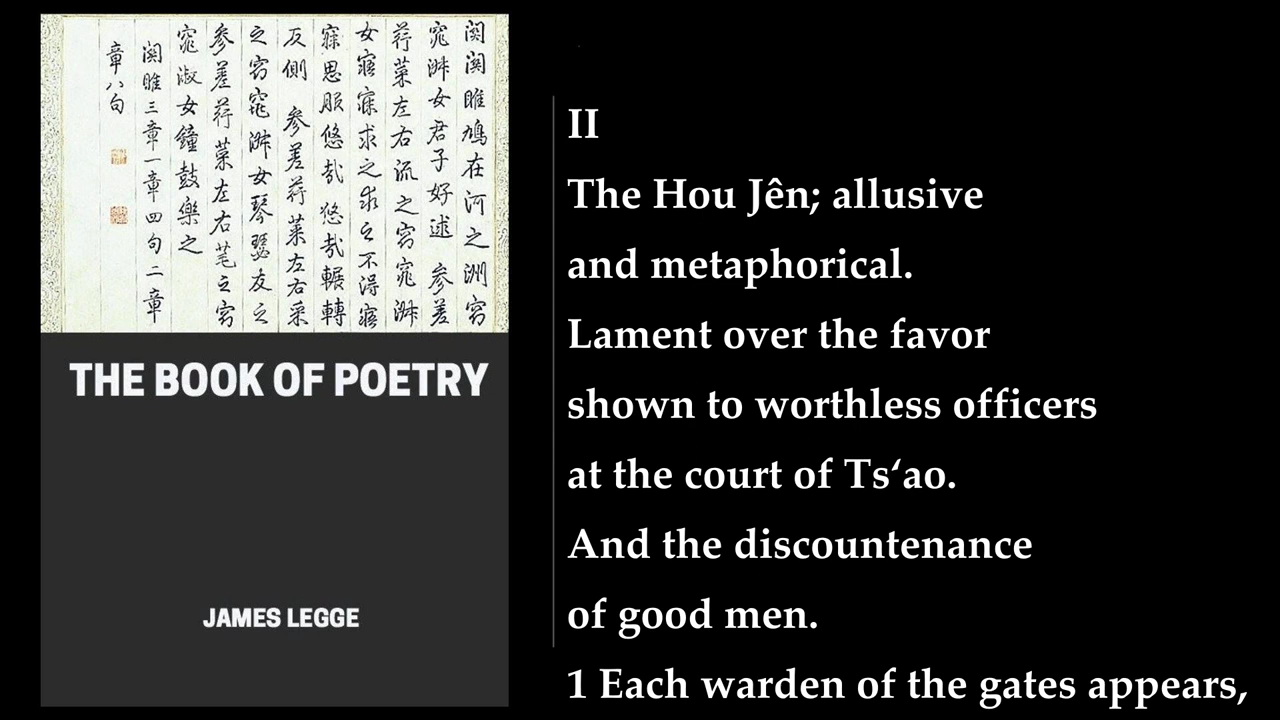 關關雎鳩在河之洲窈
窕淑女君子好逑 參差
荇菜左右流之窈窕淑
女寤寐求之求之不得寤
寐思服悠哉悠哉輾轉
反側 參差荇菜左右采
之窈窕淑女琴瑟友之
參差荇菜左右芼之窈
窕淑女鐘鼓樂之
關雎三章一章四句二章
章八句
THE BOOK OF POETRY
JAMES LEGGE
II
The Hou Jên; allusive
and metaphorical.
Lament over the favor
shown to worthless officers
at the court of Ts‘ao.
And the discountenance
of good men.
1 Each warden of the gates appears,